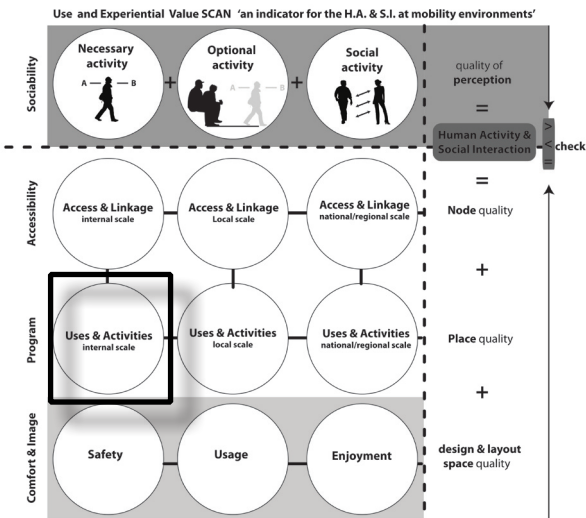 Use and Experiential Value SCAN 'an indicator for the H.A. & S.I. at mobility environments'
Sociability
Necessary
activity
A — — B
+
Optional
activity
A — — B
+
Social
activity
quality of
perception
=
Human Activity &
Social Interaction
>
<
=
check
=
Accessibility
Access & Linkage
internal scale
Access & Linkage
Local scale
Access & Linkage
national/regional scale
Node quality
+
Program
Uses & Activities
internal scale
Uses & Activities
local scale
Uses & Activities
national/regional scale
Place quality
+
Comfort & Image
Safety
Usage
Enjoyment
design & layout
space quality